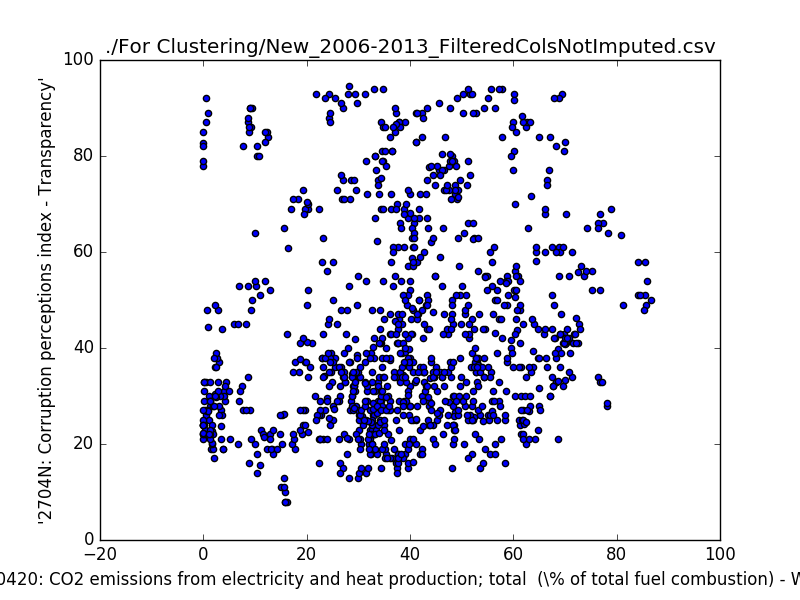 ./For Clustering/New_2006-2013_FilteredColsNotImputed.csv
'2704N: Corruption perceptions index - Transparency'
100
80
60
40
20
0
−20 0 20 40 60 80 100
0420: CO2 emissions from electricity and heat production; total (\% of total fuel combustion) - W